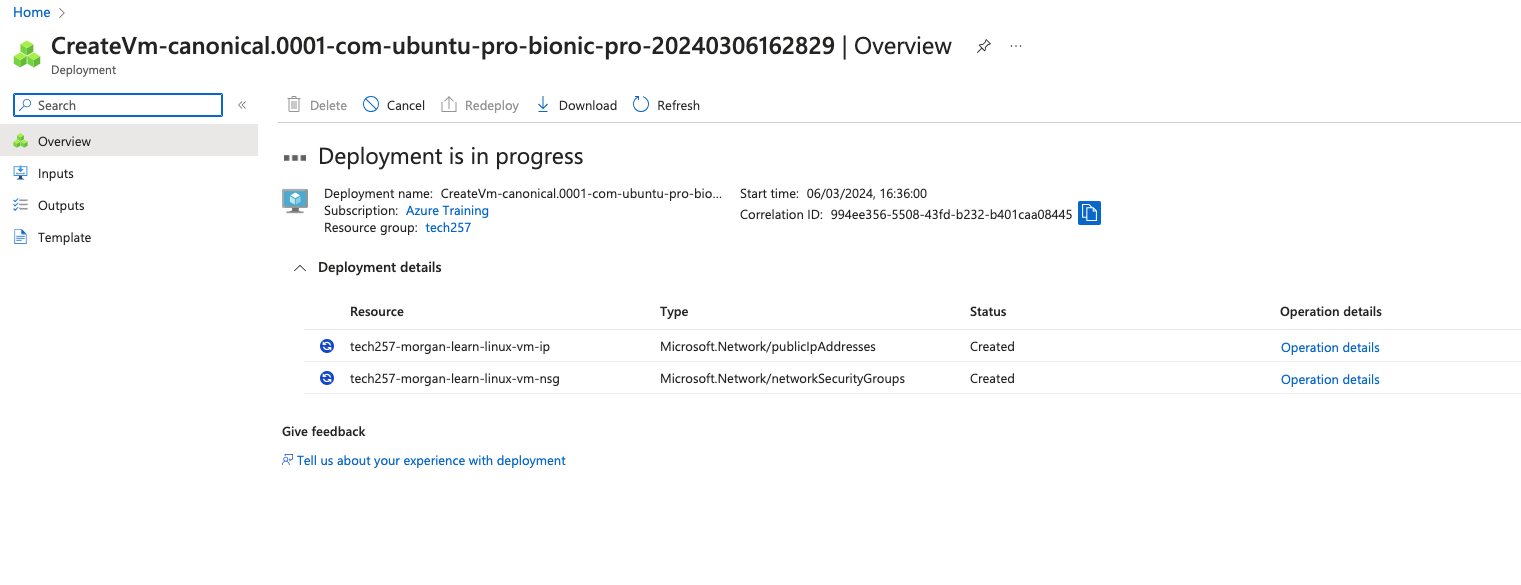 Home
CreateVm-canonical.0001-com-ubuntu-pro-bionic-pro-20240306162829 | Overview
Deployment
Search
Overview
Inputs
Outputs
Template
Delete Cancel Redeploy Download Refresh
Deployment is in progress
Deployment name: CreateVm-canonical.0001-com-ubuntu-pro-bio... Start time: 06/03/2024, 16:36:00
Subscription: Azure Training Correlation ID: 994ee356-5508-43fd-b232-b401caa08445
Resource group: tech257
Deployment details
Resource Type Status Operation details
tech257-morgan-learn-linux-vm-ip Microsoft.Network/publicIpAddresses Created Operation details
tech257-morgan-learn-linux-vm-nsg Microsoft.Network/networkSecurityGroups Created Operation details
Give feedback
Tell us about your experience with deployment